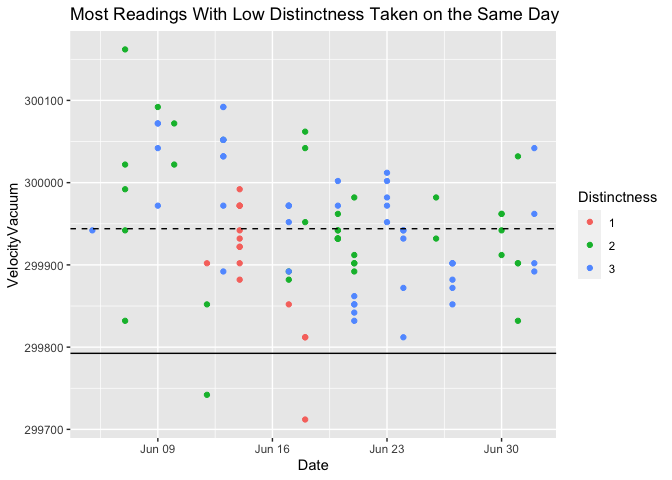 Most Readings With Low Distinctness Taken on the Same Day
300100
300000
299900
299800
299700
VelocityVacuum
Jun 09
Jun 16
Jun 23
Jun 30
Date
Distinctness
1
2
3